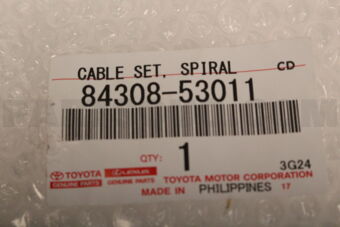 CABLE SET, SPIRAL CD
84308-53011
QTY: 1 3G24
TOYOTA LEXUS TOYOTA MOTOR CORPORATION
GENUINE PARTS GENUINE PARTS
MADE IN PHILIPPINES 17